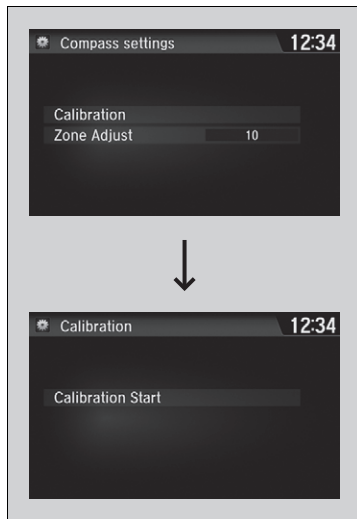 Compass settings 12:34
Calibration
Zone Adjust 10
Calibration 12:34
Calibration Start